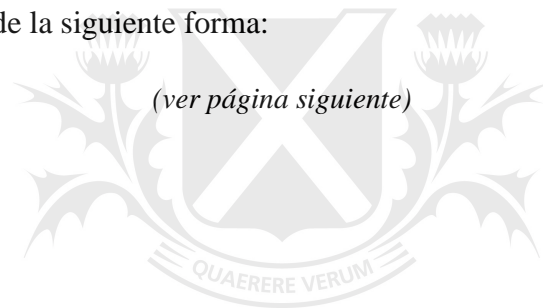 de la siguiente forma:
(ver página siguiente)
QUAERERE VERUM